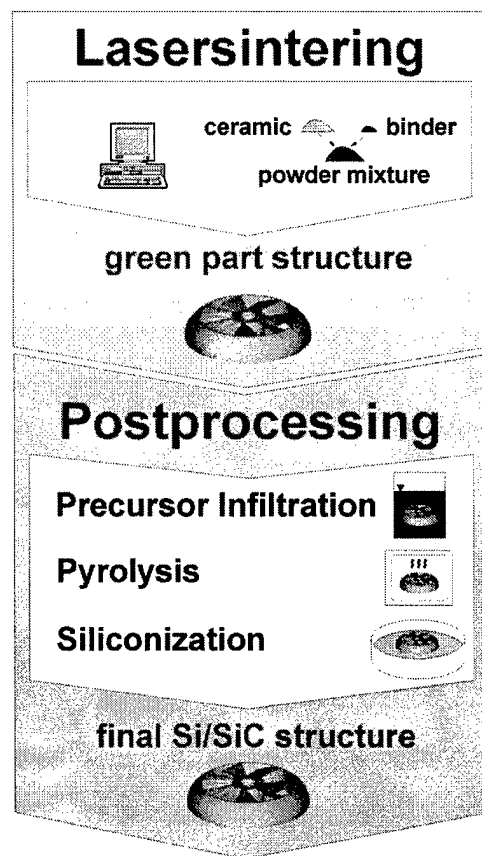 Lasersintering
ceramic binder
powder mixture
green part structure
Postprocessing
Precursor Infiltration
Pyrolysis
Siliconization
final Si/SiC structure